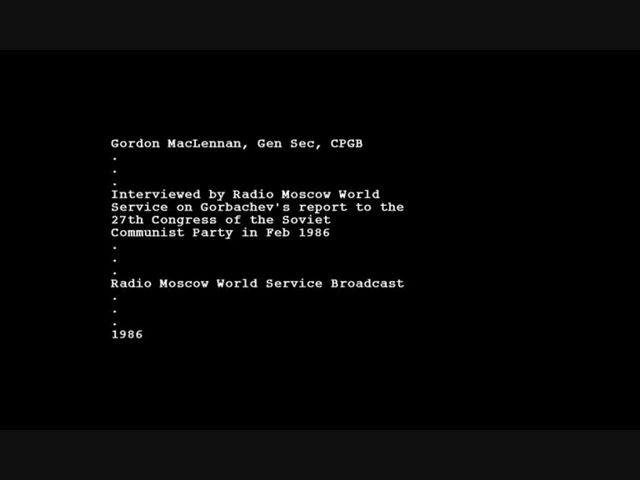 Gordon MacLennan, Gen Sec, CPGB
.
.
.
Interviewed by Radio Moscow World
Service on Gorbachev's report to the
27th Congress of the Soviet
Communist Party in Feb 1986
.
.
.
Radio Moscow World Service Broadcast
.
.
.
1986